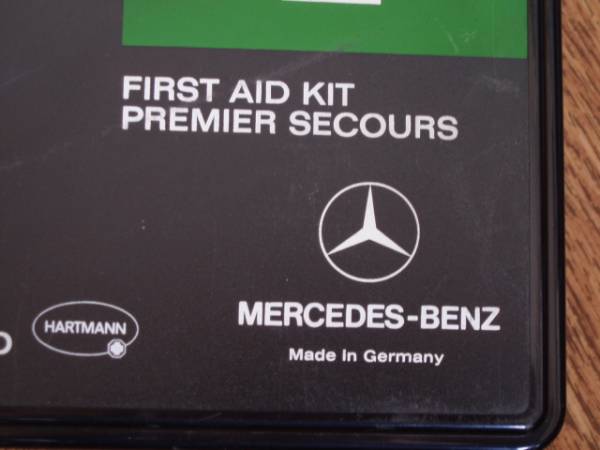 FIRST AID KIT
PREMIER SECOURS
HARTMANN
MERCEDES-BENZ
Made In Germany